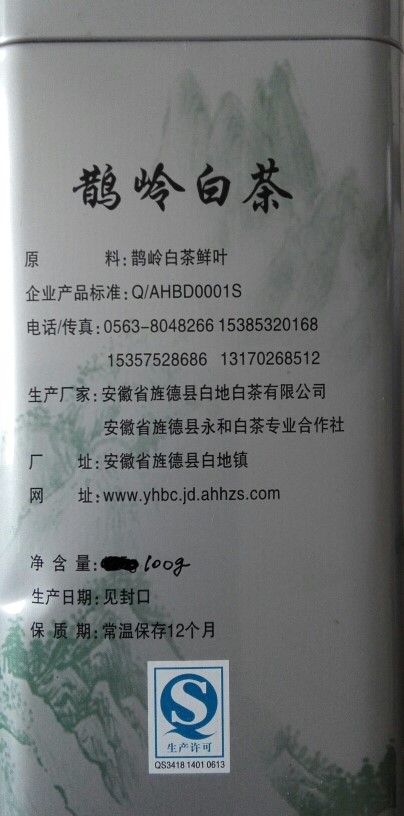 鹊岭白茶
原 料:鹊岭白茶鲜叶
企业产品标准:Q/AHBD0001S
电话/传真:0563-8048266 15385320168
15357528686 13170268512
生产厂家:安徽省旌德县白地白茶有限公司
安徽省旌德县永和白茶专业合作社
厂 址:安徽省旌德县白地镇
网 址:www.yhbc.jd.ahhzs.com
净 含 量: 100g
生产日期:见封口
保 质 期:常温保存12个月
生产许可
QS3418 1401 0613